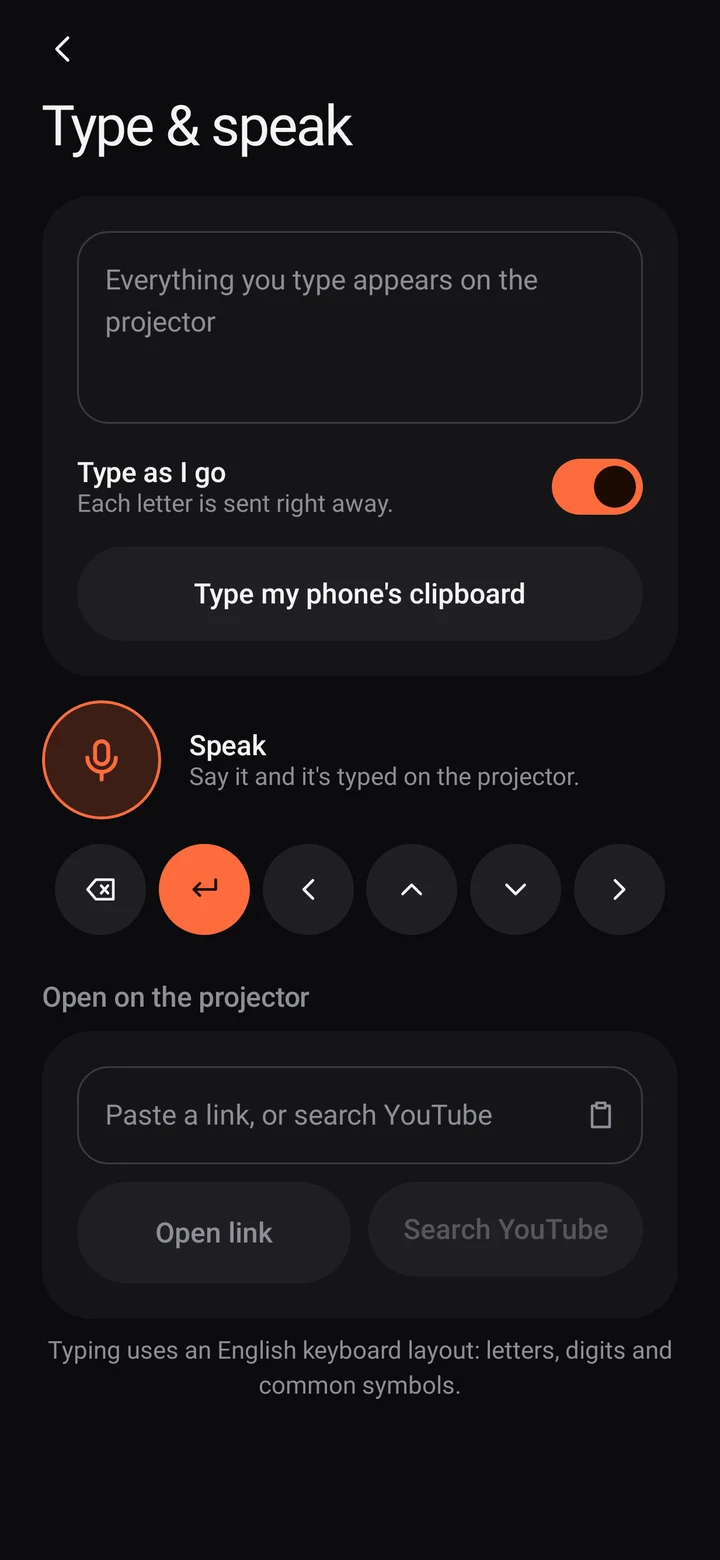 Type & speak
Everything you type appears on the
projector
Type as I go
Each letter is sent right away.
Type my phone's clipboard
Speak
Say it and it's typed on the projector.
Open on the projector
Paste a link, or search YouTube
Open link
Search YouTube
Typing uses an English keyboard layout: letters, digits and
common symbols.